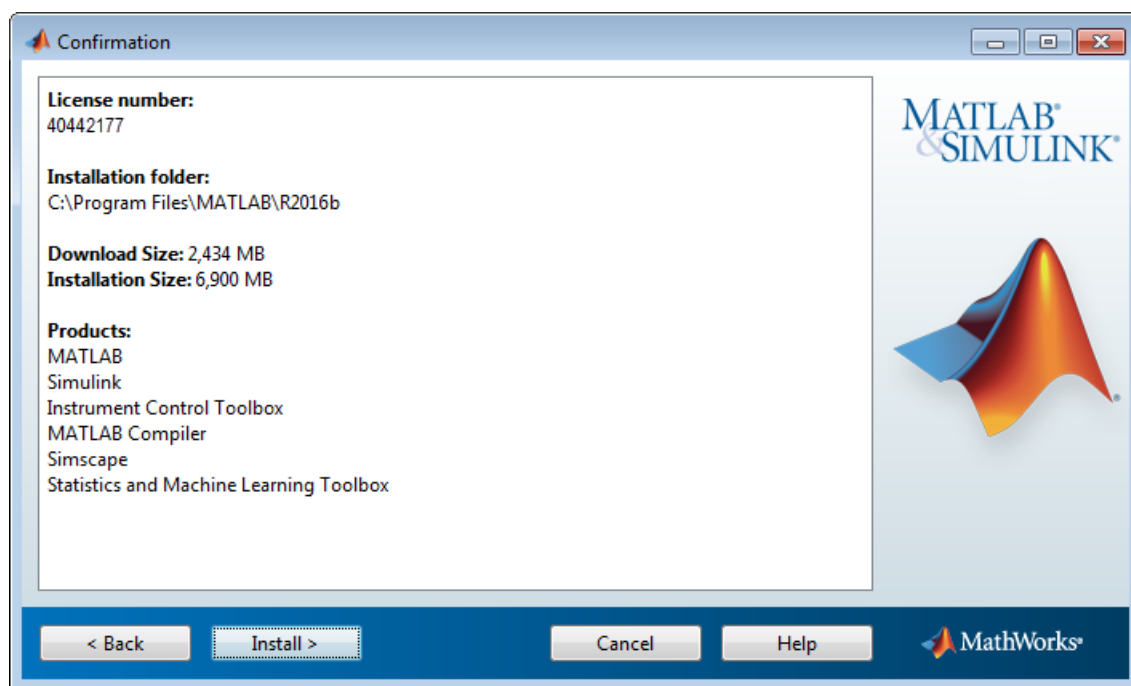 Confirmation
License number:
40442177
Installation folder:
C:\Program Files\MATLAB\R2016b
Download Size: 2,434 MB
Installation Size: 6,900 MB
Products:
MATLAB
Simulink
Instrument Control Toolbox
MATLAB Compiler
Simscape
Statistics and Machine Learning Toolbox
MATLAB®
&SIMULINK®
®
< Back
Install >
Cancel
Help
MathWorks®